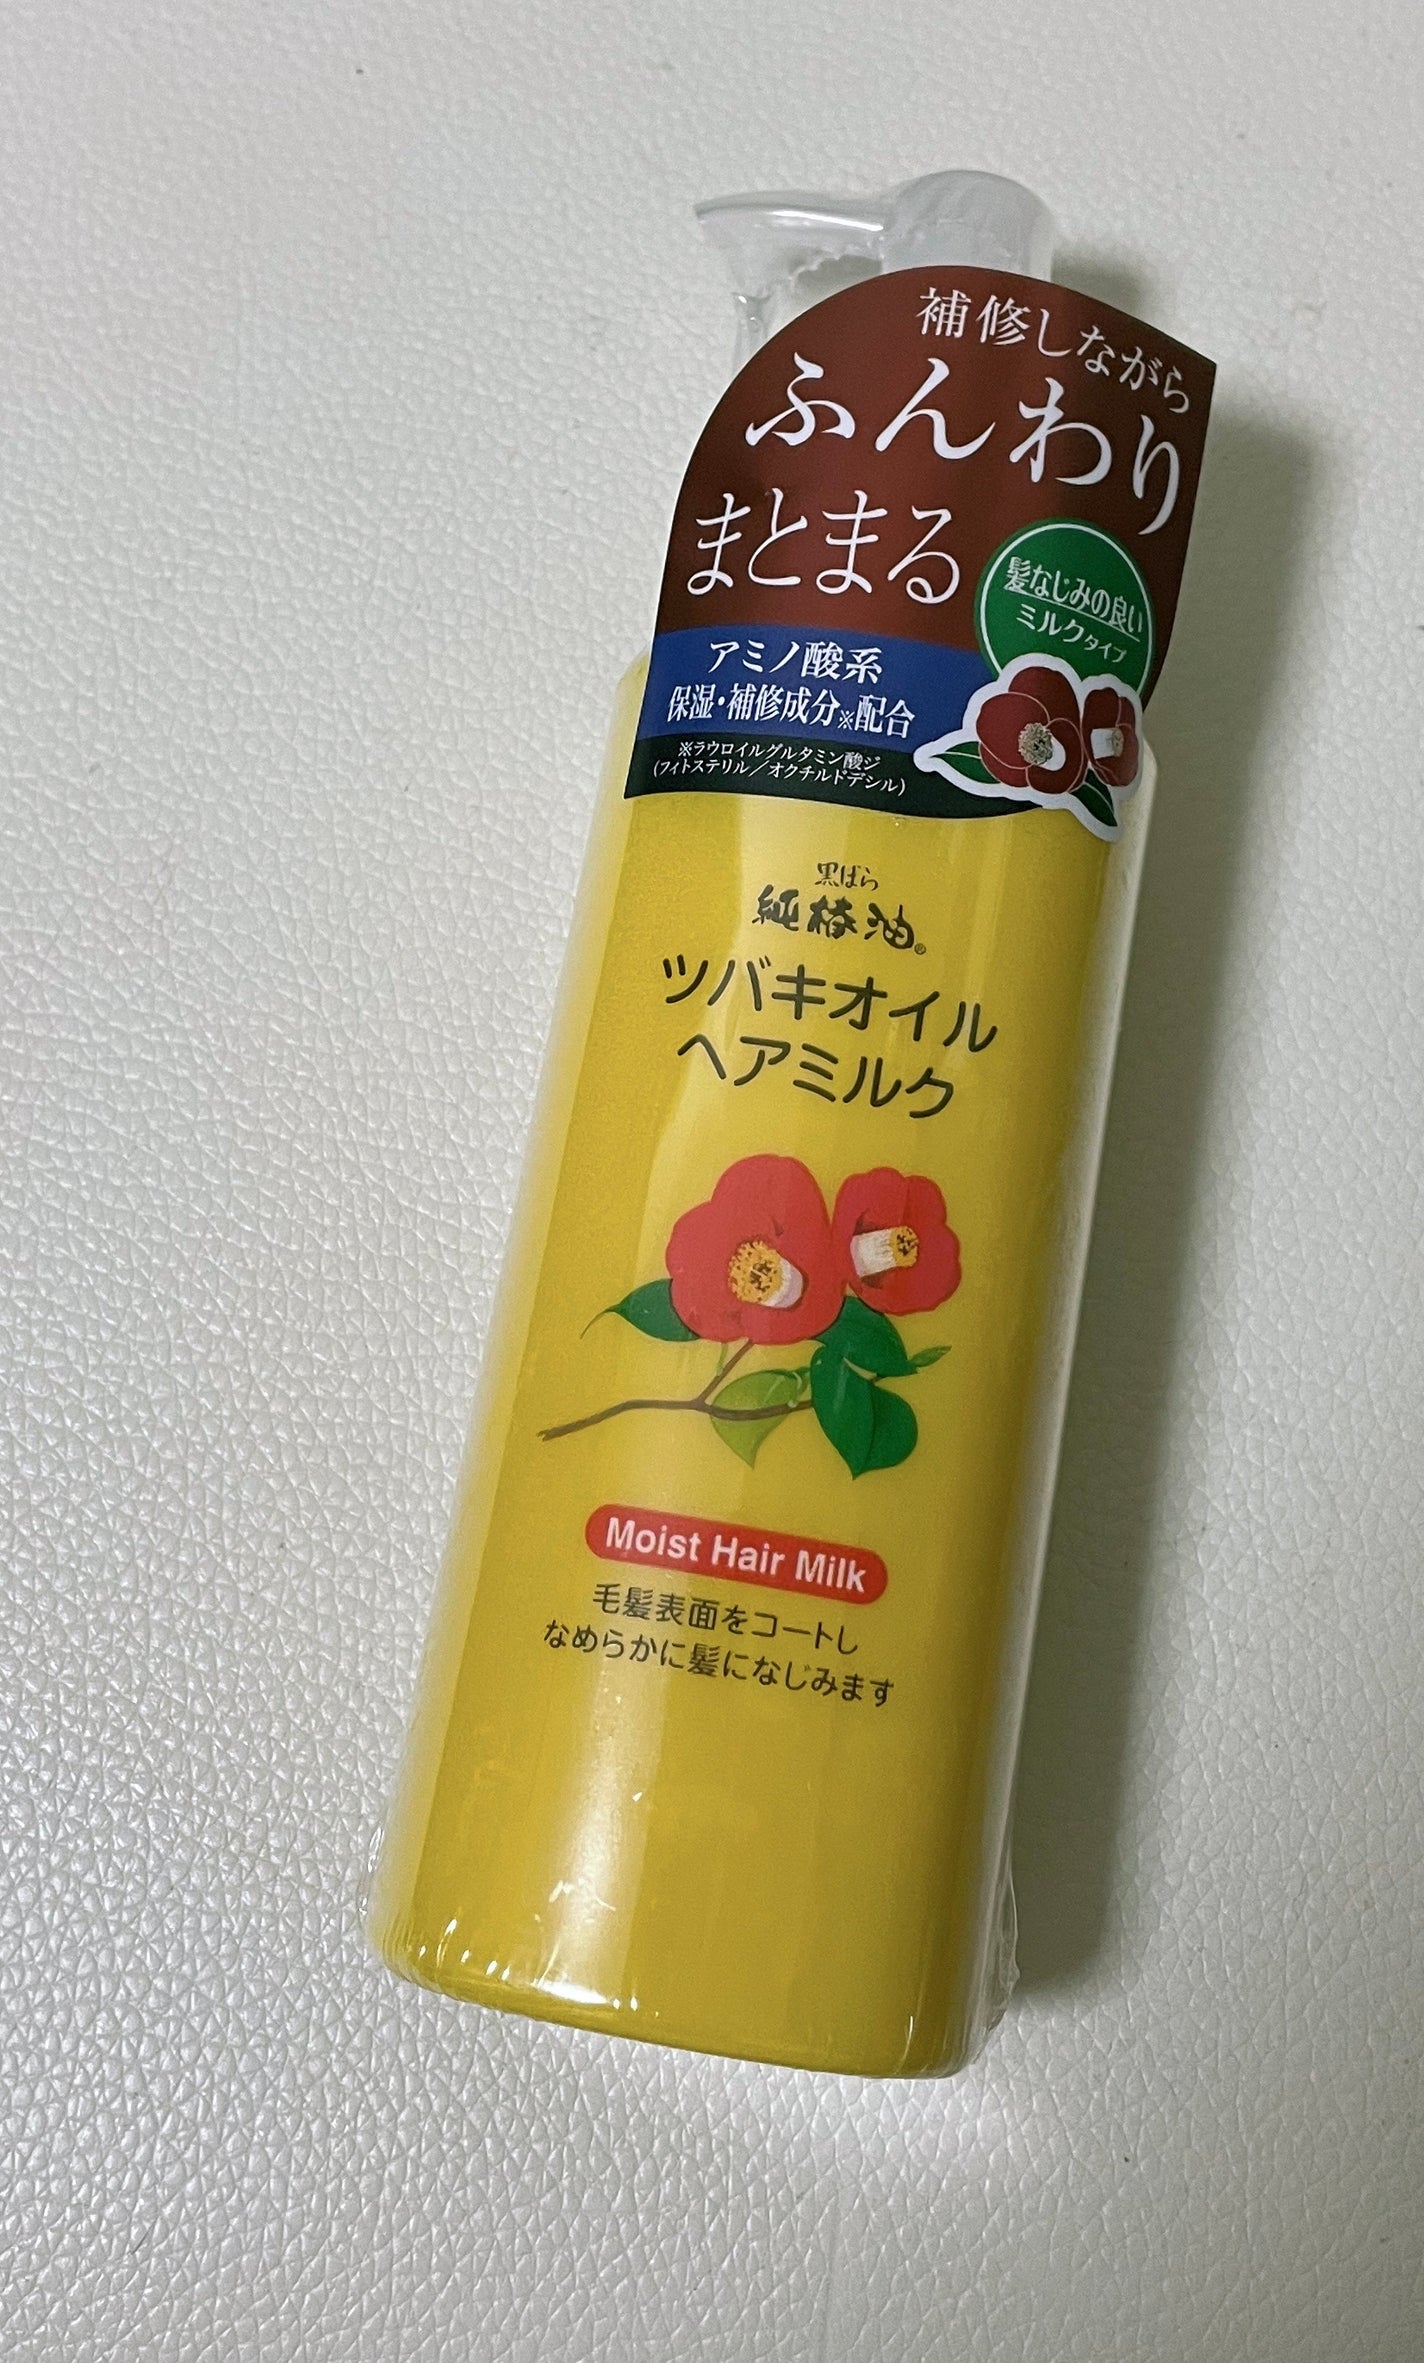 補修しながら
ふんわり
まとまる
髪なじみの良い
ミルクタイプ
アミノ酸系
保湿・補修成分※配合
※ラウロイルグルタミン酸ジ
(フィトステリル/オクチルドデシル)
黒ばら
純椿油®
ツバキオイル
ヘアミルク
Moist Hair Milk
毛髪表面をコートし
なめらかに髪になじみます